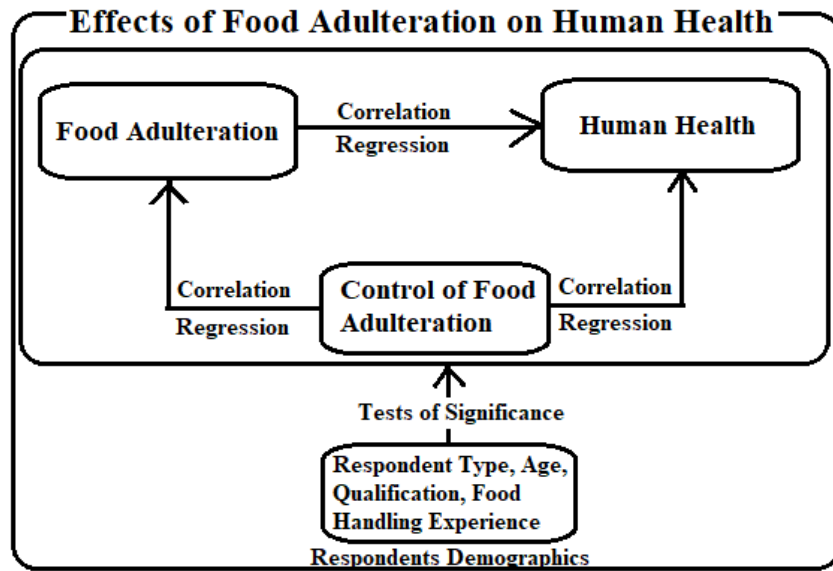 Effects of Food Adulteration on Human Health
Food Adulteration
Correlation
Regression
Human Health
Correlation
Regression
Control of Food
Adulteration
Correlation
Regression
Tests of Significance
Respondent Type, Age,
Qualification, Food
Handling Experience
Respondents Demographics